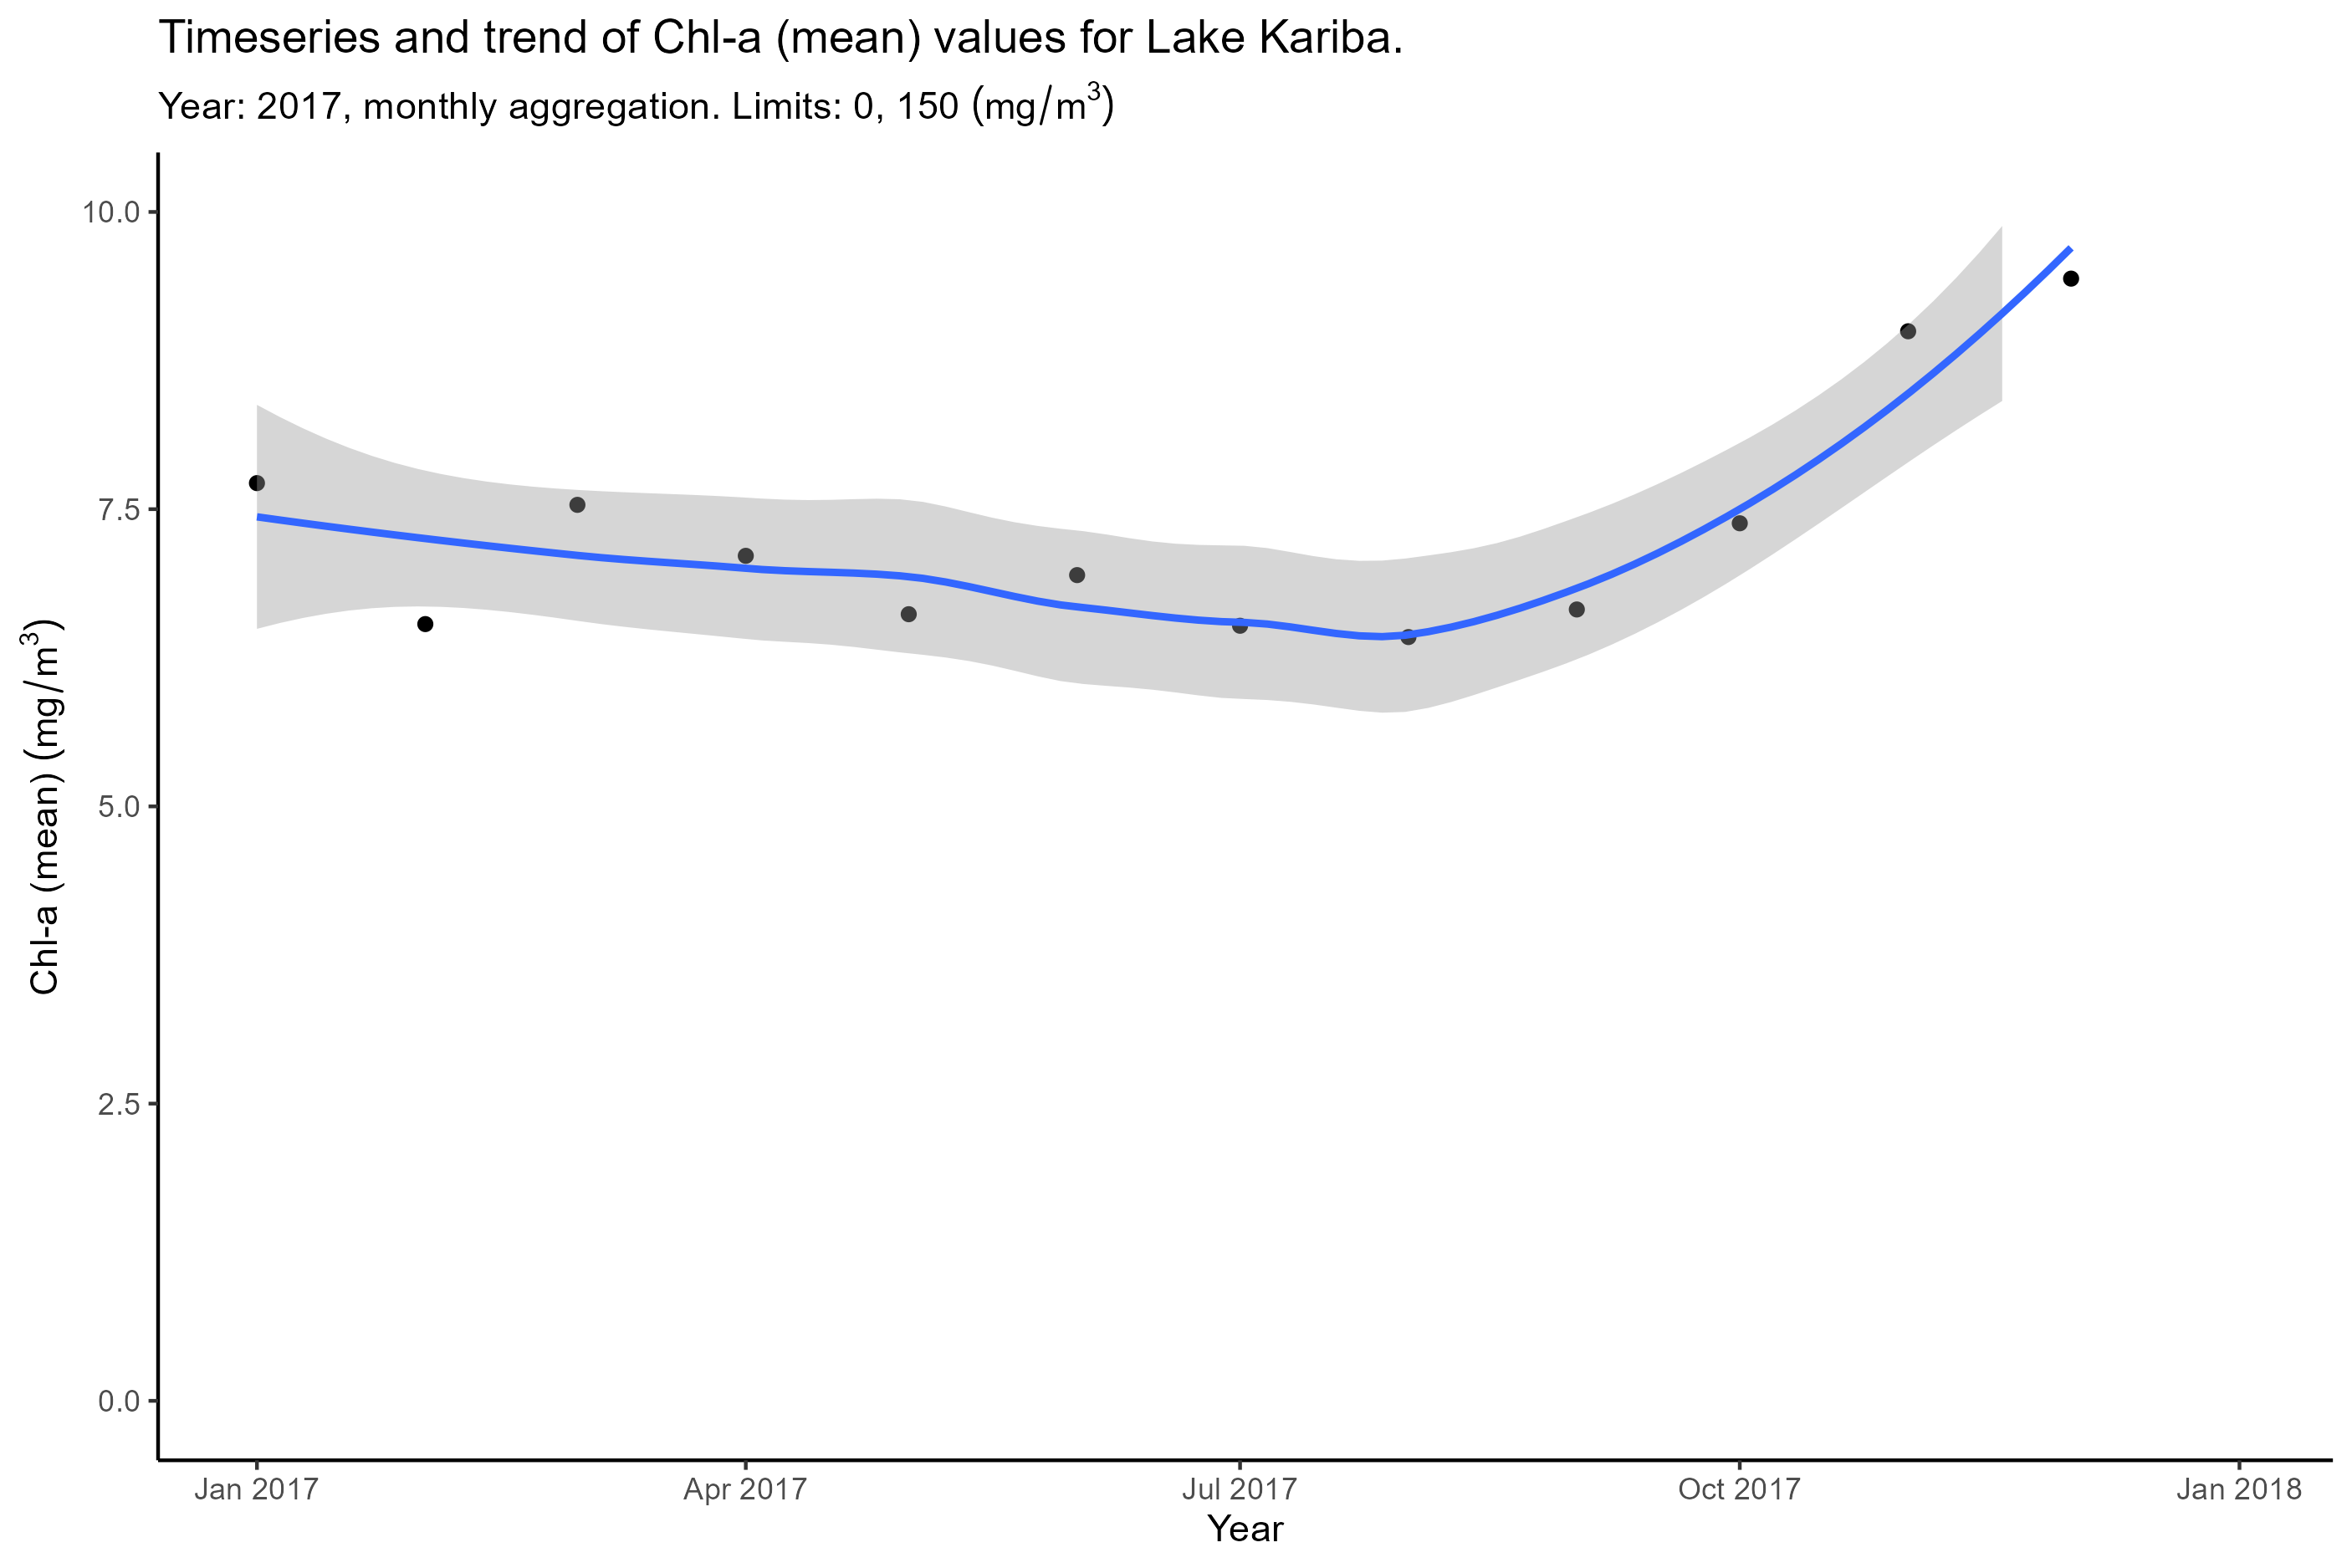 Timeseries and trend of Chl-a (mean) values for Lake Kariba.
Year: 2017, monthly aggregation. Limits: 0, 150 (mg/m³)
Chl-a (mean) (mg/m³)
10.0
7.5
5.0
2.5
0.0
Jan 2017 Apr 2017 Jul 2017 Oct 2017 Jan 2018
Year